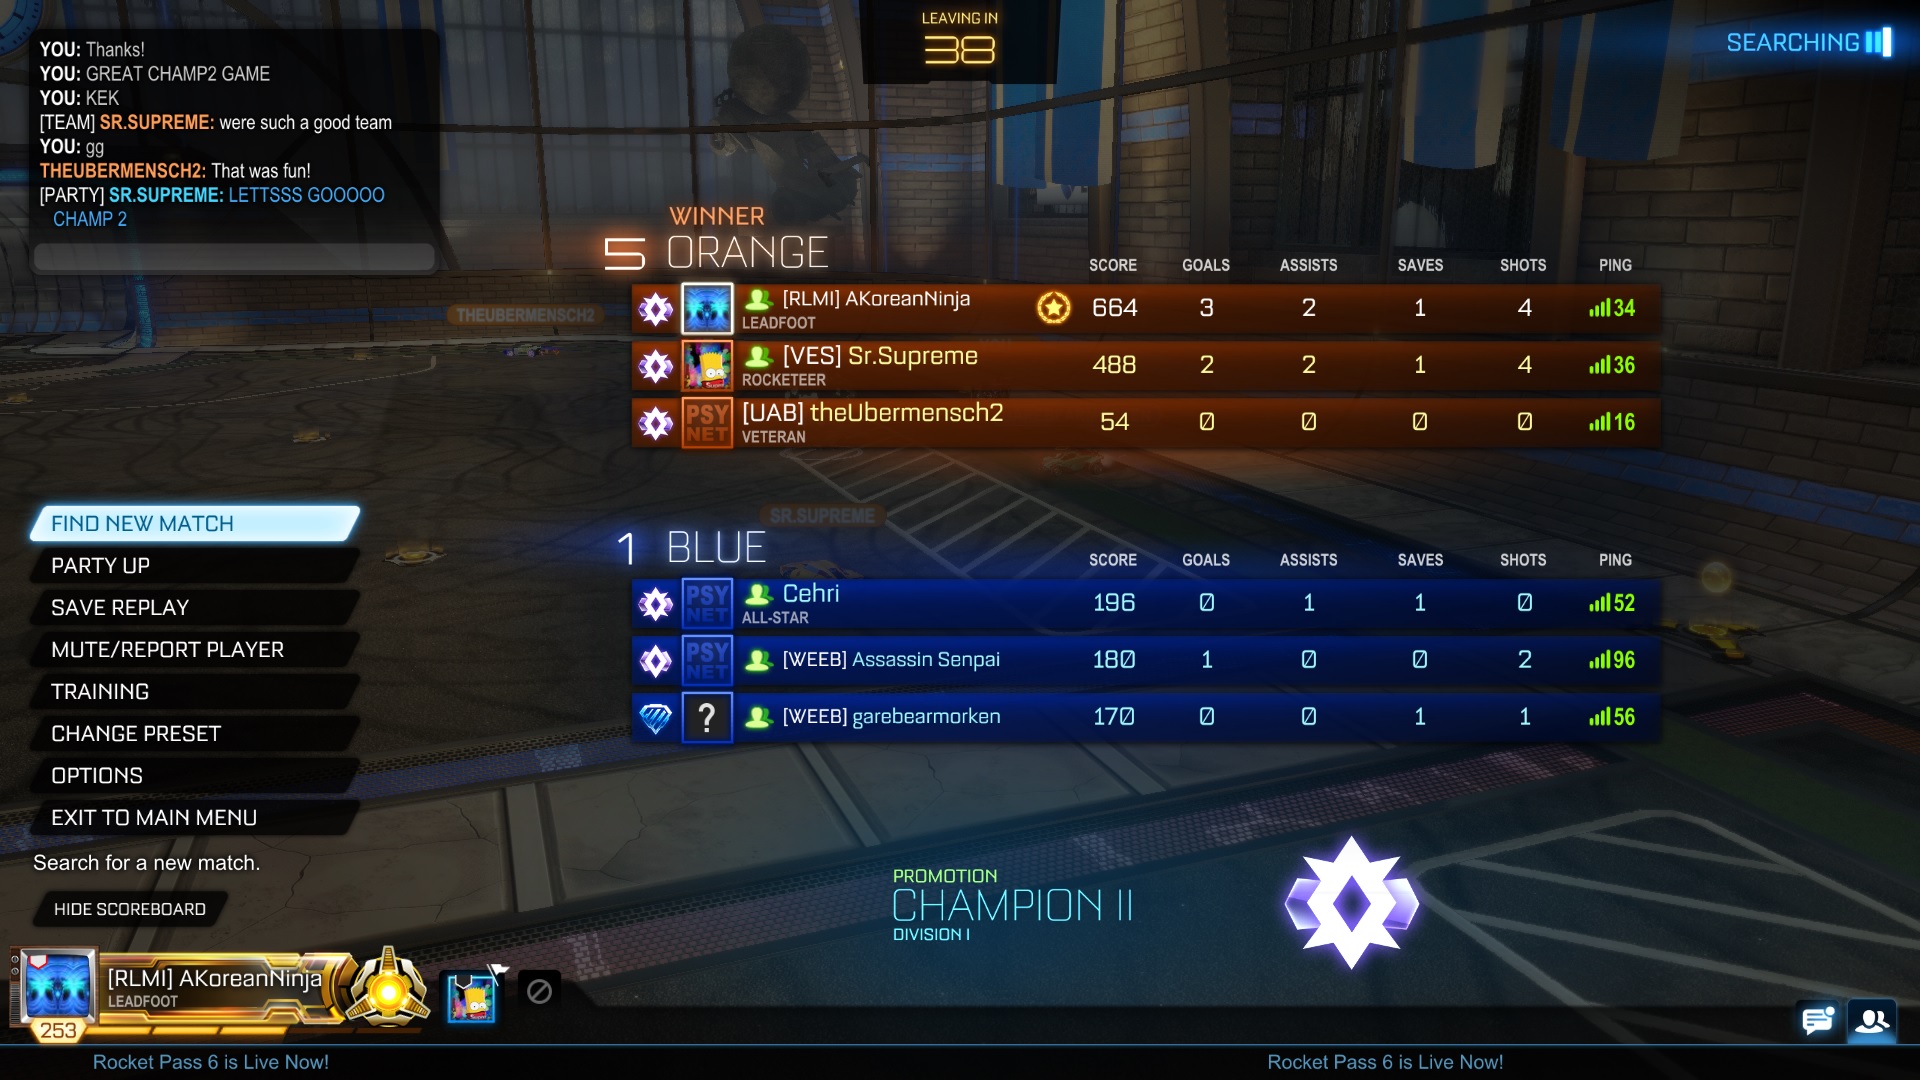 LEAVING IN
38
SEARCHING
YOU: Thanks!
YOU: GREAT CHAMP2 GAME
YOU: KEK
[TEAM] SR.SUPREME: were such a good team
YOU: gg
THEUBERMENSCH2: That was fun!
[PARTY] SR.SUPREME: LETTSSS GOOOOO
CHAMP 2
WINNER
5 ORANGE
SCORE GOALS ASSISTS SAVES SHOTS PING
[RLMI] AKoreanNinja 664 3 2 1 4 34
LEADFOOT
THEUBERMENSCH2
[VES] Sr.Supreme 488 2 2 1 4 36
ROCKETEER
PSY NET [UAB] theUbermensch2 54 0 0 0 0 16
VETERAN
SR.SUPREME
1 BLUE
SCORE GOALS ASSISTS SAVES SHOTS PING
PSY NET Cehri 196 0 1 1 0 52
ALL-STAR
PSY NET [WEEB] Assassin Senpai 180 1 0 0 2 96
? [WEEB] garebearmorken 170 0 0 1 1 56
FIND NEW MATCH
PARTY UP
SAVE REPLAY
MUTE/REPORT PLAYER
TRAINING
CHANGE PRESET
OPTIONS
EXIT TO MAIN MENU
Search for a new match.
HIDE SCOREBOARD
PROMOTION
CHAMPION II
DIVISION I
[RLMI] AKoreanNinja
LEADFOOT
253
Rocket Pass 6 is Live Now!
Rocket Pass 6 is Live Now!